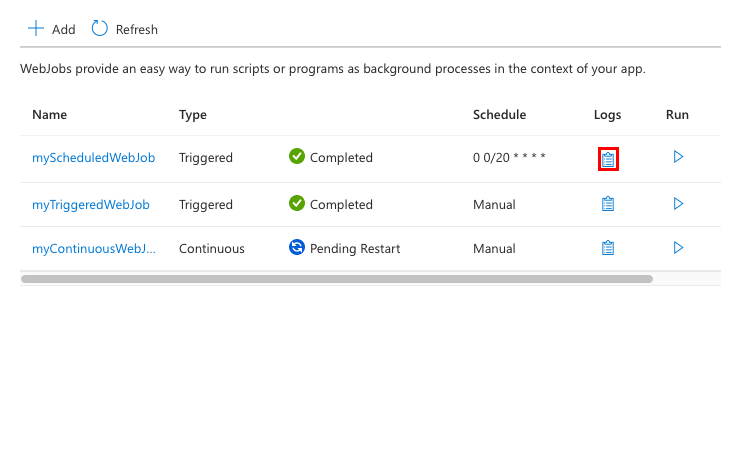 Add Refresh
WebJobs provide an easy way to run scripts or programs as background processes in the context of your app.
Name Type Schedule Logs Run
myScheduledWebJob Triggered Completed 0 0/20 * * * *
myTriggeredWebJob Triggered Completed Manual
myContinuousWebJ... Continuous Pending Restart Manual